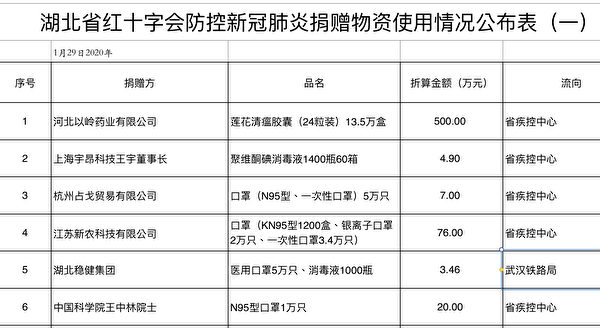 湖北省红十字会防控新冠肺炎捐赠物资使用情况公布表（一）
1月29日2020年
序号 捐赠方 品名 折算金额（万元） 流向
1 河北以岭药业有限公司 莲花清瘟胶囊（24粒装）13.5万盒 500.00 省疾控中心
2 上海宇昂科技王宇董事长 聚维酮碘消毒液1400瓶60箱 4.90 省疾控中心
3 杭州占戈贸易有限公司 口罩（N95型、一次性口罩）5万只 7.00 省疾控中心
4 江苏新农科技有限公司 口罩（KN95型1200盒、银离子口罩 76.00 省疾控中心
2万只、一次性口罩3.4万只）
5 湖北稳健集团 医用口罩5万只、消毒液1000瓶 3.46 武汉铁路局
6 中国科学院王中林院士 N95型口罩1万只 20.00 省疾控中心